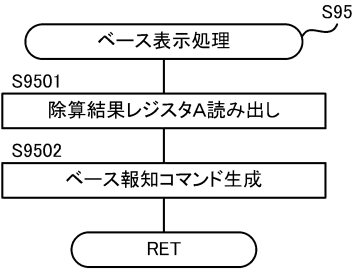 S95
ベース表示処理
S9501
除算結果レジスタA読み出し
S9502
ベース報知コマンド生成
RET